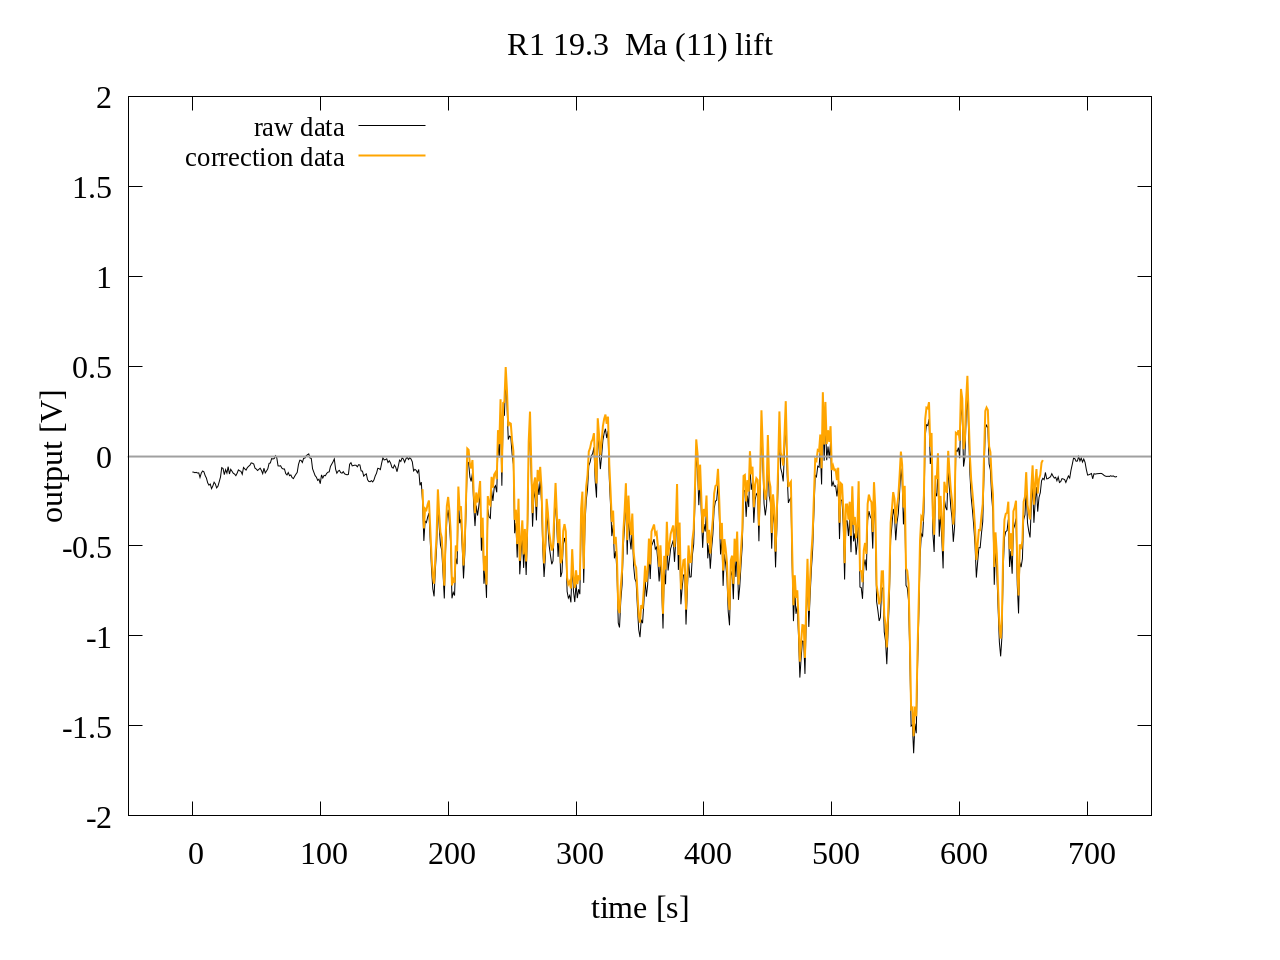 R1 19.3  Ma (11) lift
raw data
correction data
2
1.5
1
0.5
0
-0.5
-1
-1.5
-2
output [V]
0 100 200 300 400 500 600 700
time [s]